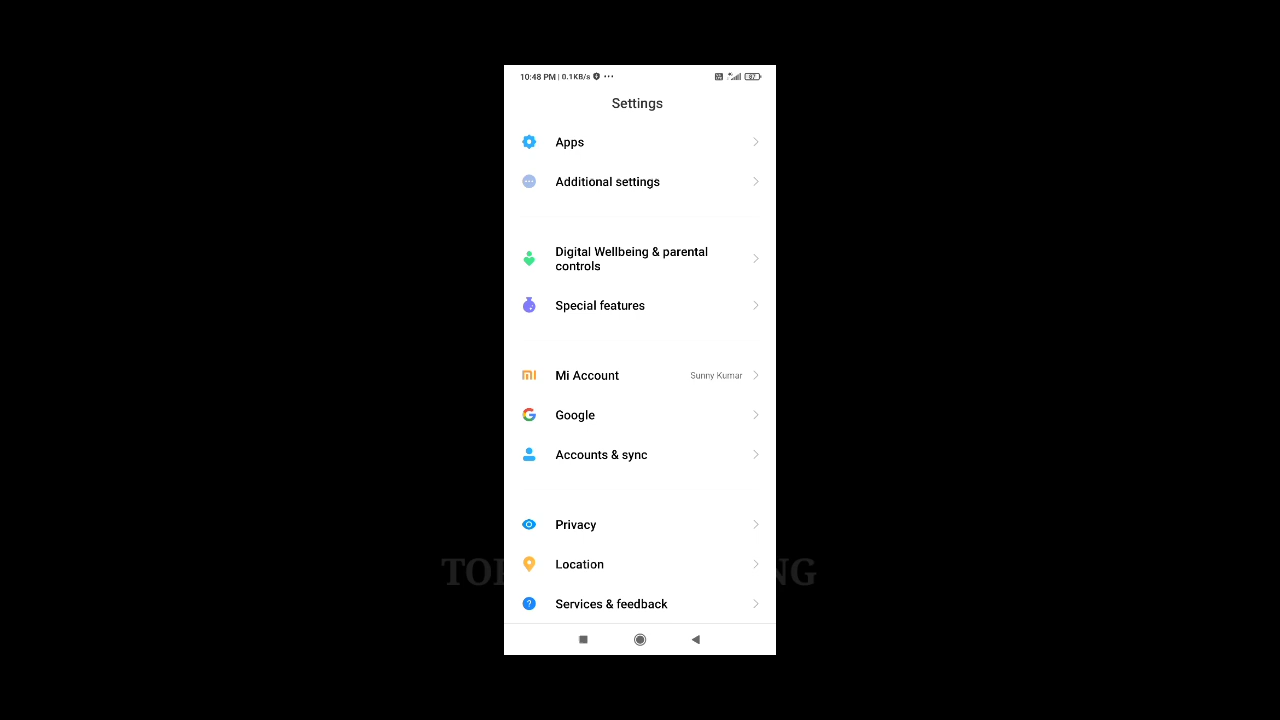 10:48 PM | 0.1KB/s ...
87
Settings
Apps
Additional settings
Digital Wellbeing & parental
controls
Special features
Mi Account
Sunny Kumar
Google
Accounts & sync
Privacy
Location
Services & feedback